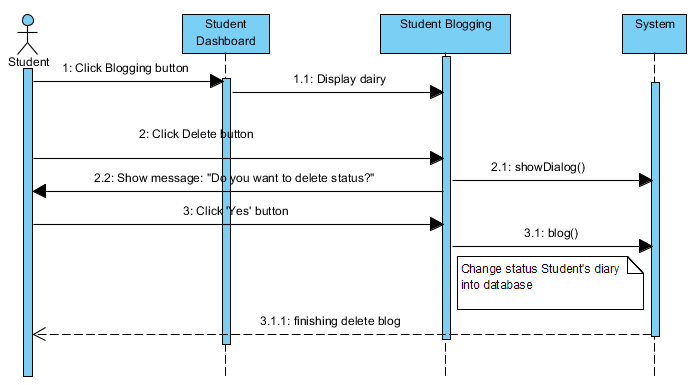 Student
Dashboard
Student Blogging
System
Student
1: Click Blogging button
1.1: Display dairy
2: Click Delete button
2.1: showDialog()
2.2: Show message: "Do you want to delete status?"
3: Click 'Yes' button
3.1: blog()
Change status Student's diary
into database
3.1.1: finishing delete blog